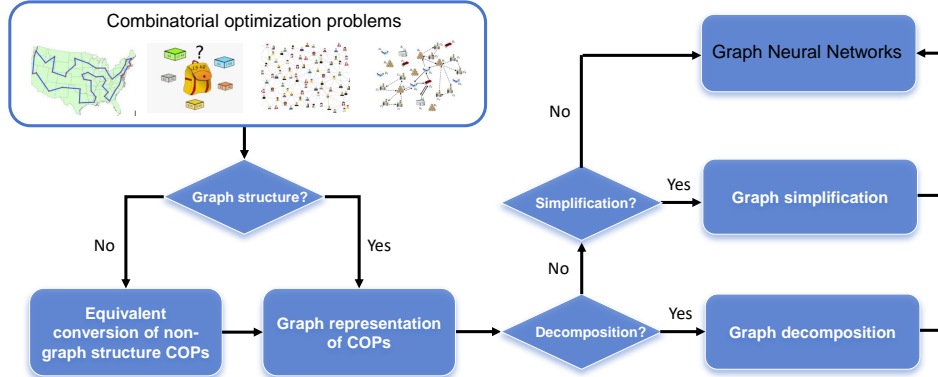 Combinatorial optimization problems
?
Graph Neural Networks
No
Graph structure?
Simplification?
Yes
Graph simplification
No
Yes
No
Equivalent
conversion of non-
graph structure COPs
Graph representation
of COPs
Decomposition?
Yes
Graph decomposition